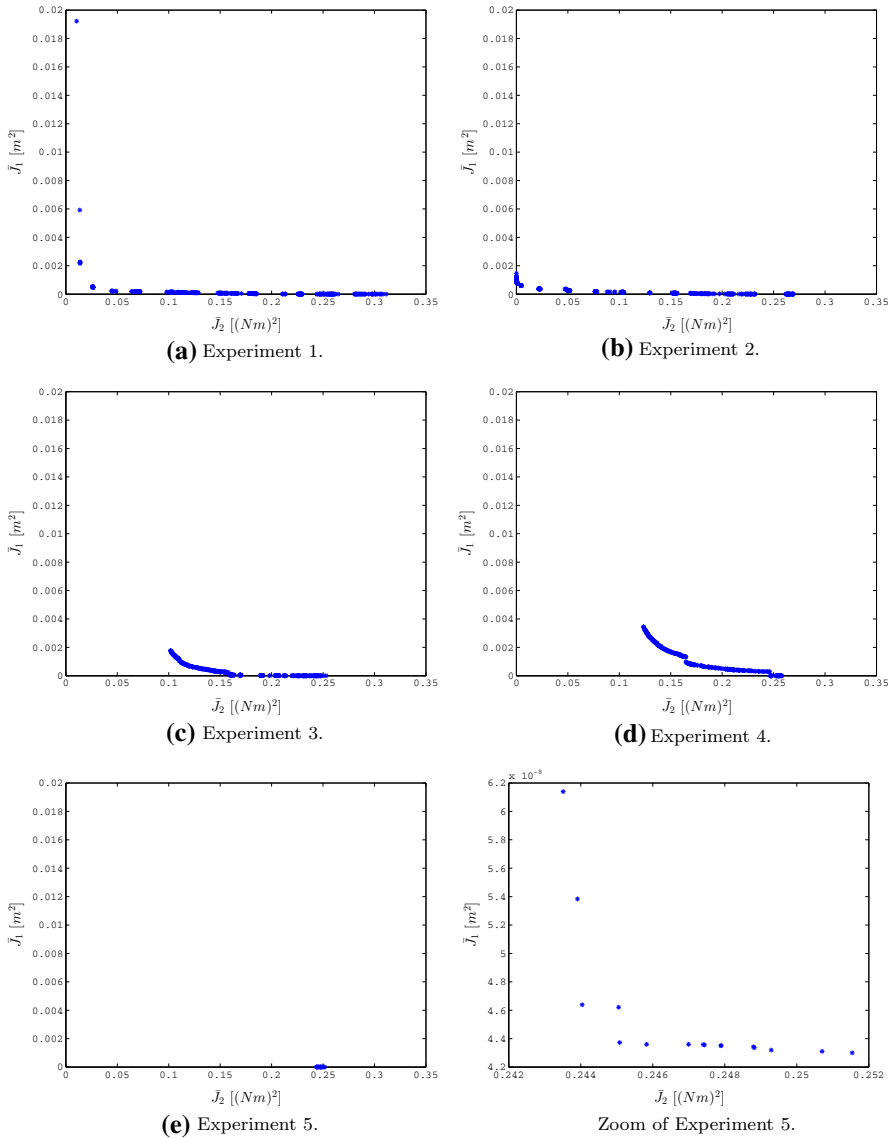 0.02
0.018
0.016
0.014
0.012
0.01
0.008
0.006
0.004
0.002
0
J̄₁ [m²]
0 0.05 0.1 0.15 0.2 0.25 0.3 0.35
J̄₂ [(Nm)²]
(a) Experiment 1.
0.02
0.018
0.016
0.014
0.012
0.01
0.008
0.006
0.004
0.002
0
J̄₁ [m²]
0 0.05 0.1 0.15 0.2 0.25 0.3 0.35
J̄₂ [(Nm)²]
(b) Experiment 2.
0.02
0.018
0.016
0.014
0.012
0.01
0.008
0.006
0.004
0.002
0
J̄₁ [m²]
0 0.05 0.1 0.15 0.2 0.25 0.3 0.35
J̄₂ [(Nm)²]
(c) Experiment 3.
0.02
0.018
0.016
0.014
0.012
0.01
0.008
0.006
0.004
0.002
0
J̄₁ [m²]
0 0.05 0.1 0.15 0.2 0.25 0.3 0.35
J̄₂ [(Nm)²]
(d) Experiment 4.
0.02
0.018
0.016
0.014
0.012
0.01
0.008
0.006
0.004
0.002
0
J̄₁ [m²]
0 0.05 0.1 0.15 0.2 0.25 0.3 0.35
J̄₂ [(Nm)²]
(e) Experiment 5.
x 10⁻⁸
6.2
6
5.8
5.6
5.4
5.2
5
4.8
4.6
4.4
4.2
J̄₁ [m²]
0.242 0.244 0.246 0.248 0.25 0.252
J̄₂ [(Nm)²]
Zoom of Experiment 5.